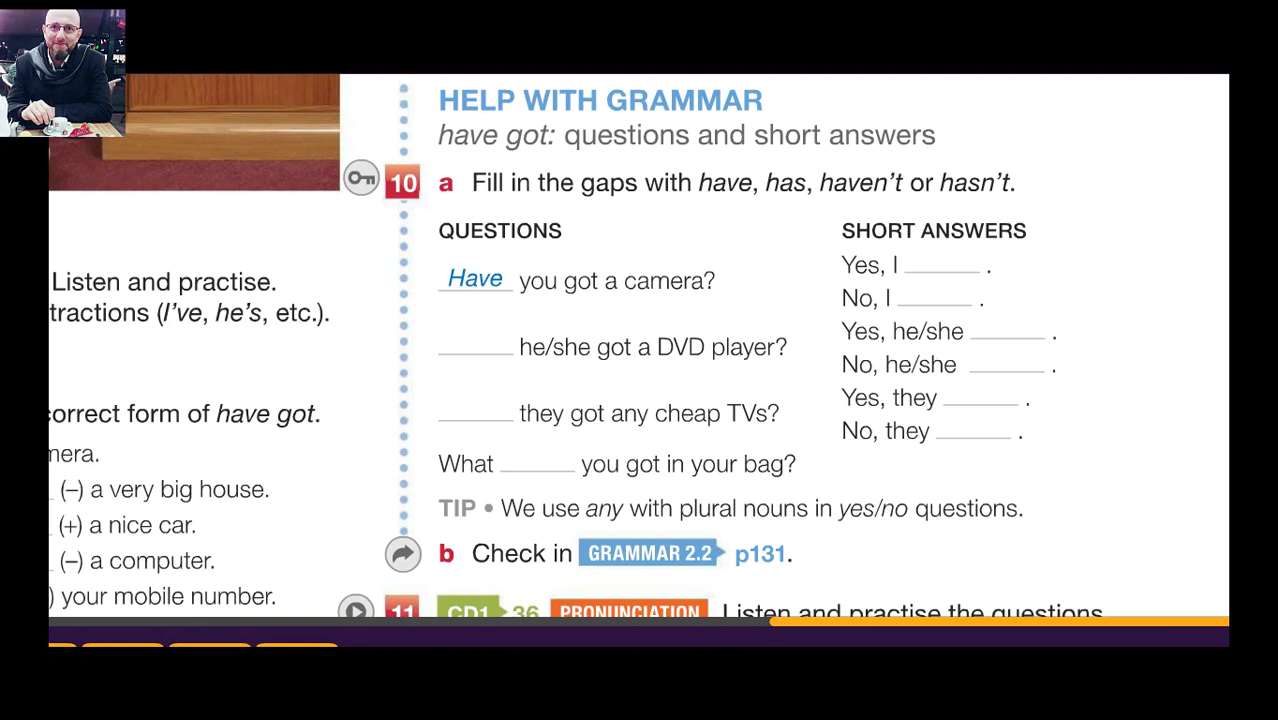 HELP WITH GRAMMAR
have got: questions and short answers
10 a Fill in the gaps with have, has, haven't or hasn't.
QUESTIONS
Have you got a camera?
______ he/she got a DVD player?
______ they got any cheap TVs?
What ______ you got in your bag?
SHORT ANSWERS
Yes, I ______ .
No, I ______ .
Yes, he/she ______ .
No, he/she ______ .
Yes, they ______ .
No, they ______ .
TIP • We use any with plural nouns in yes/no questions.
b Check in GRAMMAR 2.2 p131.
11 CD1 36 PRONUNCIATION Listen and practise the questions
Listen and practise.
tractions (I've, he's, etc.).
correct form of have got.
mera.
(–) a very big house.
(+) a nice car.
(–) a computer.
) your mobile number.